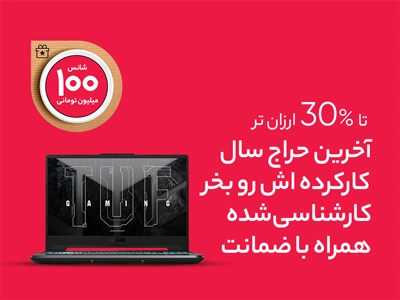 شانس
۱۰۰
میلیون تومانی
تا 30% ارزان تر
آخرین حراج سال
کارکرده اش رو بخر
کارشناسی‌شده
همراه با ضمانت
TUF
GAMING